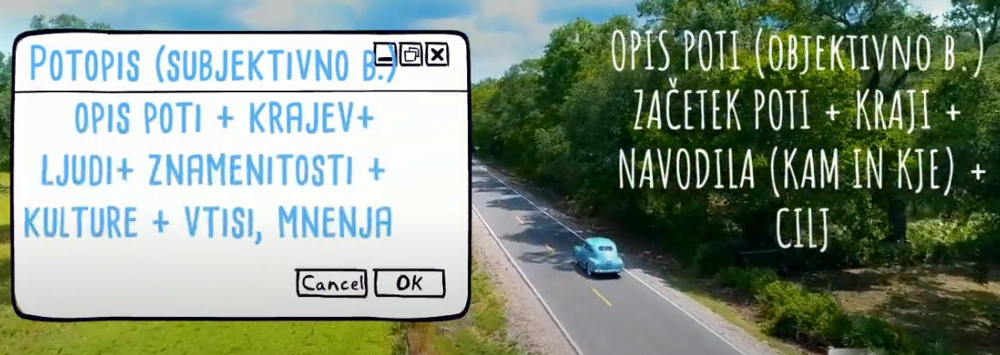 POTOPIS (SUBJEKTIVNO B.)
OPIS POTI + KRAJEV+
LJUDI+ ZNAMENITOSTI +
KULTURE + VTISI, MNENJA
Cancel OK
OPIS POTI (OBJEKTIVNO B.)
ZAČETEK POTI + KRAJI +
NAVODILA (KAM IN KJE) +
CILJ